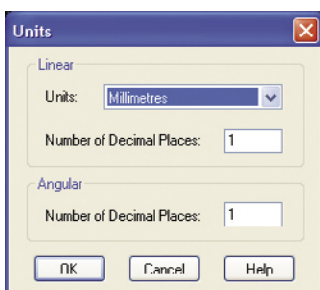 Units
Linear
Units: Millimetres
Number of Decimal Places: 1
Angular
Number of Decimal Places: 1
OK Cancel Help